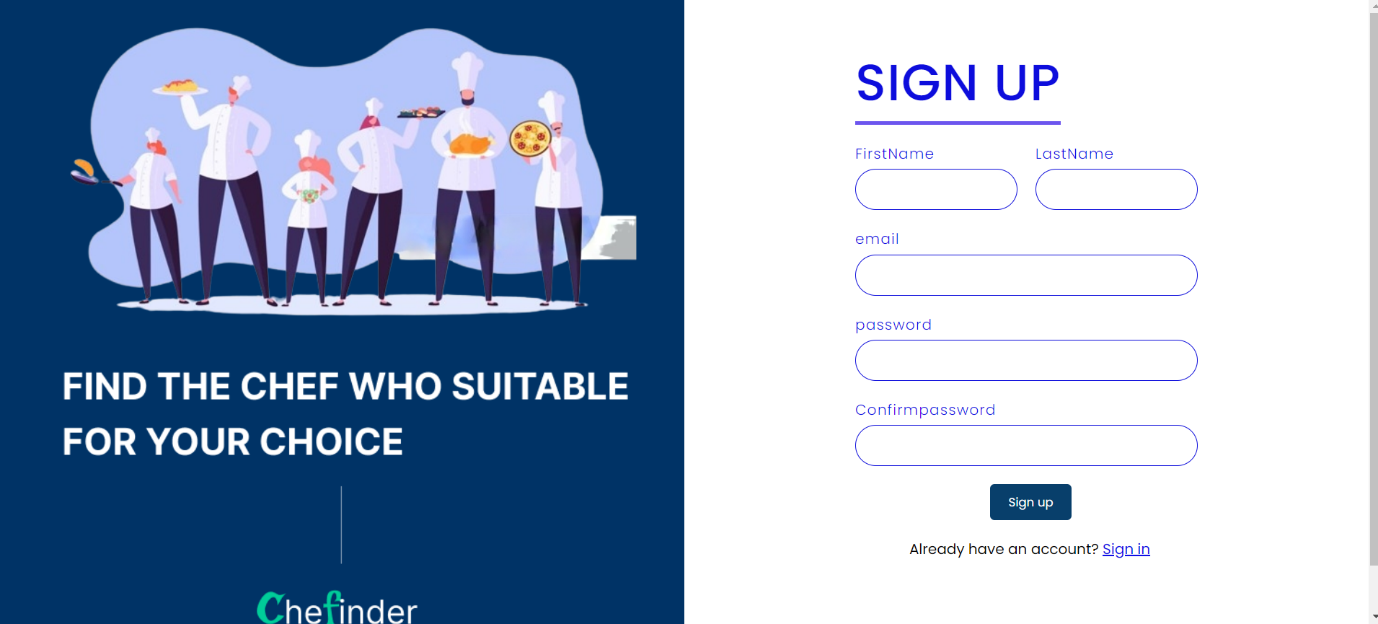 FIND THE CHEF WHO SUITABLE
FOR YOUR CHOICE
Chefinder
SIGN UP
FirstName LastName
email
password
Confirmpassword
Sign up
Already have an account? Sign in